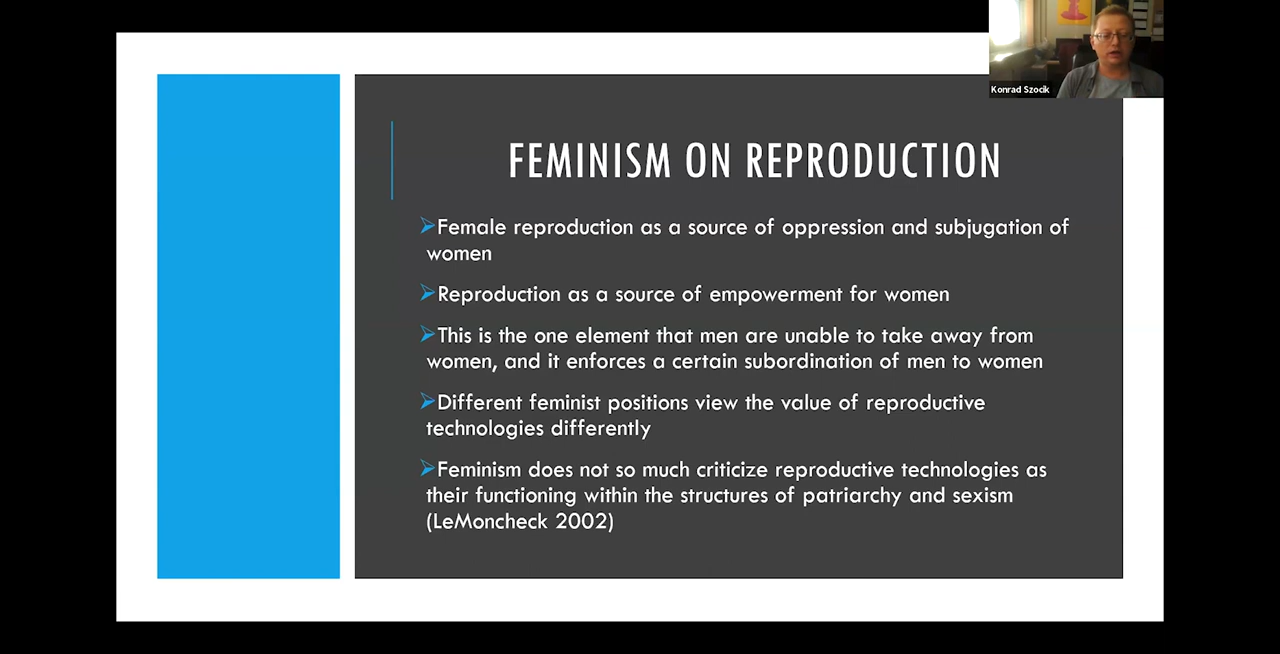 Konrad Szocik
FEMINISM ON REPRODUCTION
➢Female reproduction as a source of oppression and subjugation of
women
➢Reproduction as a source of empowerment for women
➢This is the one element that men are unable to take away from
women, and it enforces a certain subordination of men to women
➢Different feminist positions view the value of reproductive
technologies differently
➢Feminism does not so much criticize reproductive technologies as
their functioning within the structures of patriarchy and sexism
(LeMoncheck 2002)